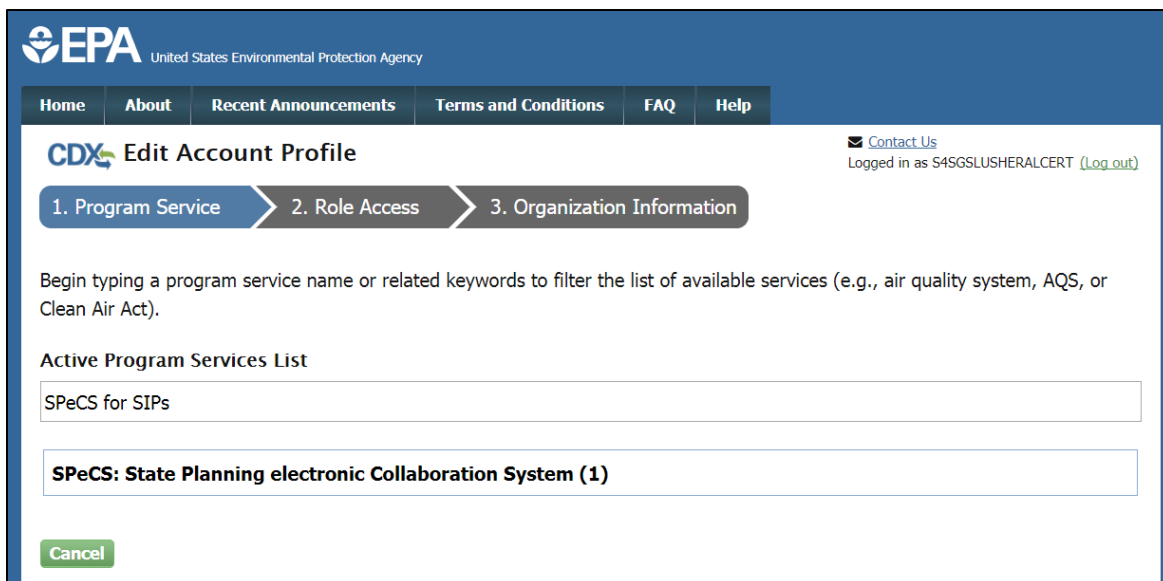 EPA United States Environmental Protection Agency
Home About Recent Announcements Terms and Conditions FAQ Help
CDX Edit Account Profile
Contact Us
Logged in as S4SGSLUSHERALCERT (Log out)
1. Program Service 2. Role Access 3. Organization Information
Begin typing a program service name or related keywords to filter the list of available services (e.g., air quality system, AQS, or
Clean Air Act).
Active Program Services List
SPeCS for SIPs
SPeCS: State Planning electronic Collaboration System (1)
Cancel